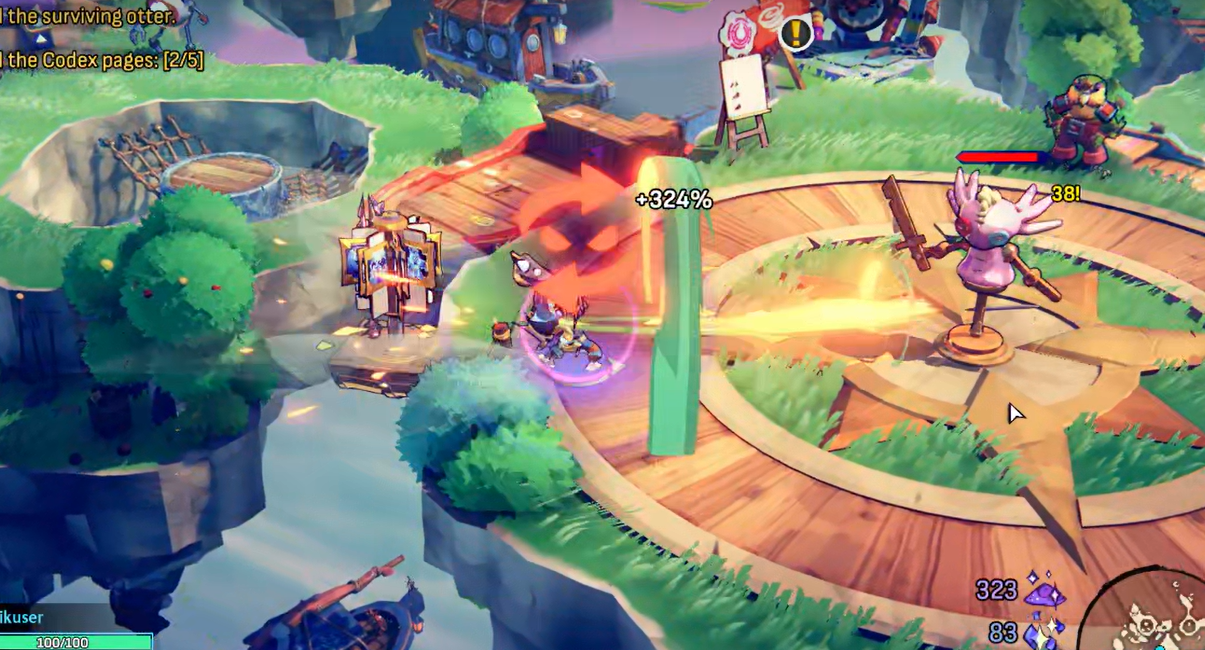 the surviving otter.
the Codex pages: [2/5]
+324%
38!
323
83
ikuser
100/100